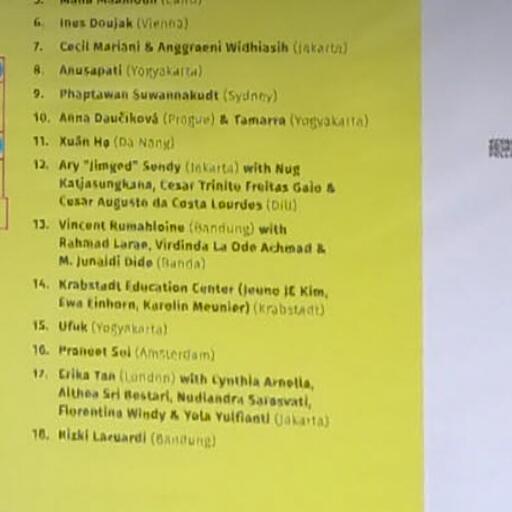 6. Ines Doujak (Vienna)
7. Cecil Mariani & Anggraeni Widhiasih (Jakarta)
8. Anusapati (Yogyakarta)
9. Phaptawan Suwannakudt (Sydney)
10. Anna Daučíková (Prague) & Tamarra (Yogyakarta)
11. Xuân Hạ (Da Nang)
12. Ary "Jimged" Sendy (Jakarta) with Nug
Katjasungkana, Cesar Trinito Freitas Gaio &
Cesar Augusto da Costa Lourdes (Dili)
13. Vincent Rumahloine (Bandung) with
Rahmad Larae, Virdinda La Ode Achmad &
M. Junaidi Dido (Banda)
14. Krabstadt Education Center (Jeuno JE Kim,
Ewa Einhorn, Karolin Meunier) (Krabstadt)
15. Ufuk (Yogyakarta)
16. Praneet Soi (Amsterdam)
17. Erika Tan (London) with Cynthia Arnella,
Althea Sri Bestari, Nudiandra Sarasvati,
Florentina Windy & Yola Yulfianti (Jakarta)
18. Rizki Lazuardi (Bandung)